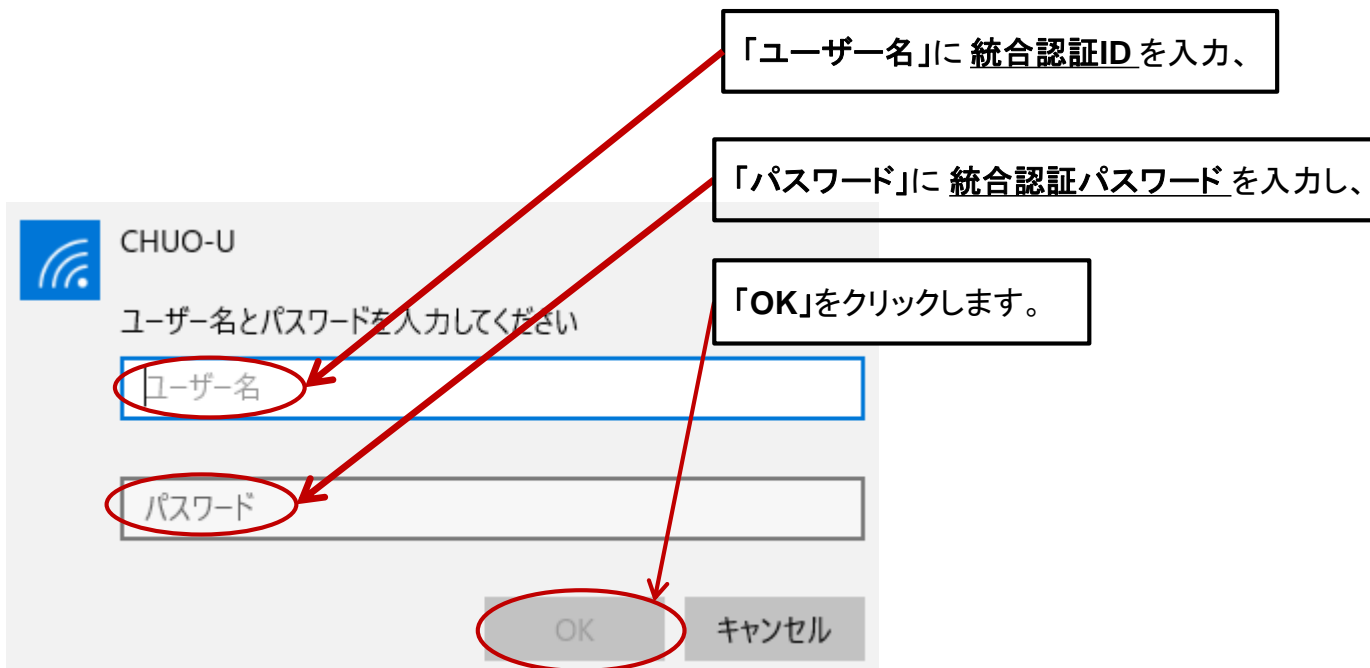 「ユーザー名」に 統合認証ID を入力、
「パスワード」に 統合認証パスワード を入力し、
CHUO-U
「OK」をクリックします。
ユーザー名とパスワードを入力してください
ユーザー名
パスワード
OK
キャンセル